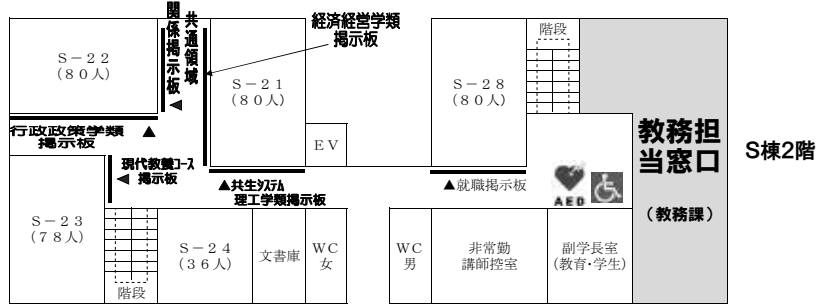 Ｓ－２２
（８０人）
関係掲示板
共通領域
◀
経済経営学類
掲示板
Ｓ－２１
（８０人）
ＥＶ
Ｓ－２８
（８０人）
階段
教務担
当窓口
（教務課）
S棟2階
行政政策学類 ▲
掲示板
現代教養ｺｰｽ
◀ 掲示板
▲共生ｼｽﾃﾑ
理工学類掲示板
▲就職掲示板
AED
Ｓ－２３
（７８人）
階段
Ｓ－２４
（３６人）
文書庫
ＷＣ
女
ＷＣ
男
非常勤
講師控室
副学長室
（教育・学生）